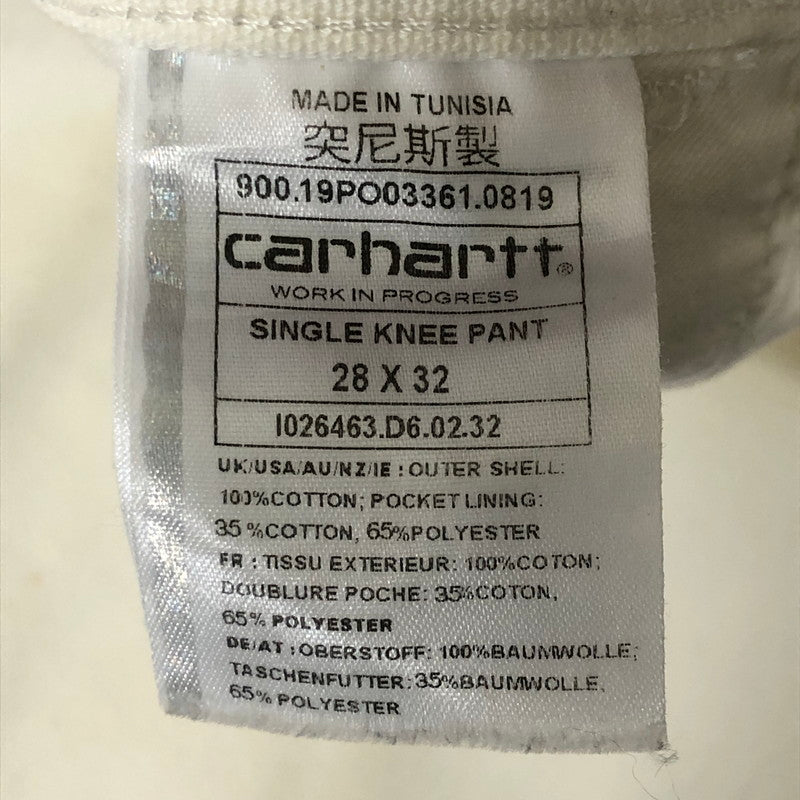 MADE IN TUNISIA
突尼斯製
900.19PO03361.0819
carhartt®
WORK IN PROGRESS
SINGLE KNEE PANT
28 X 32
I026463.D6.02.32
UK/USA/AU/NZ/IE : OUTER SHELL:
100%COTTON; POCKET LINING:
35 %COTTON, 65%POLYESTER
FR : TISSU EXTERIEUR: 100%COTON;
DOUBLURE POCHE: 35%COTON,
65% POLYESTER
DE/AT :OBERSTOFF: 100%BAUMWOLLE;
TASCHENFUTTER: 35%BAUMWOLLE,
65% POLYESTER